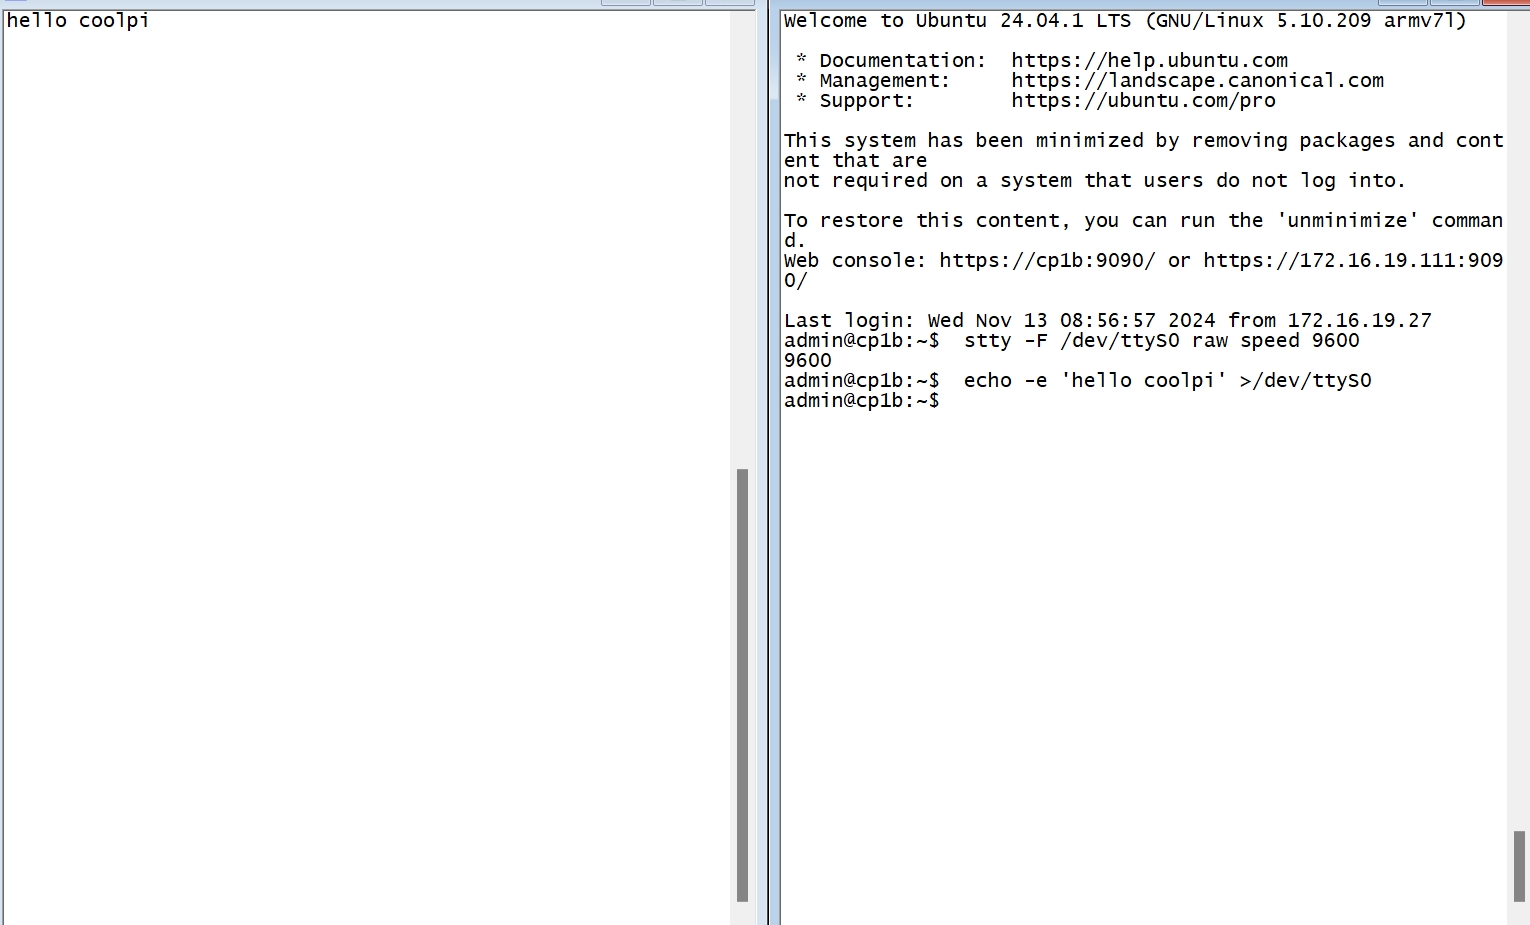 hello coolpi
Welcome to Ubuntu 24.04.1 LTS (GNU/Linux 5.10.209 armv7l)
* Documentation:  https://help.ubuntu.com
* Management:     https://landscape.canonical.com
* Support:        https://ubuntu.com/pro
This system has been minimized by removing packages and cont
ent that are
not required on a system that users do not log into.
To restore this content, you can run the 'unminimize' comman
d.
Web console: https://cp1b:9090/ or https://172.16.19.111:909
0/
Last login: Wed Nov 13 08:56:57 2024 from 172.16.19.27
admin@cp1b:~$  stty -F /dev/ttyS0 raw speed 9600
9600
admin@cp1b:~$  echo -e 'hello coolpi' >/dev/ttyS0
admin@cp1b:~$